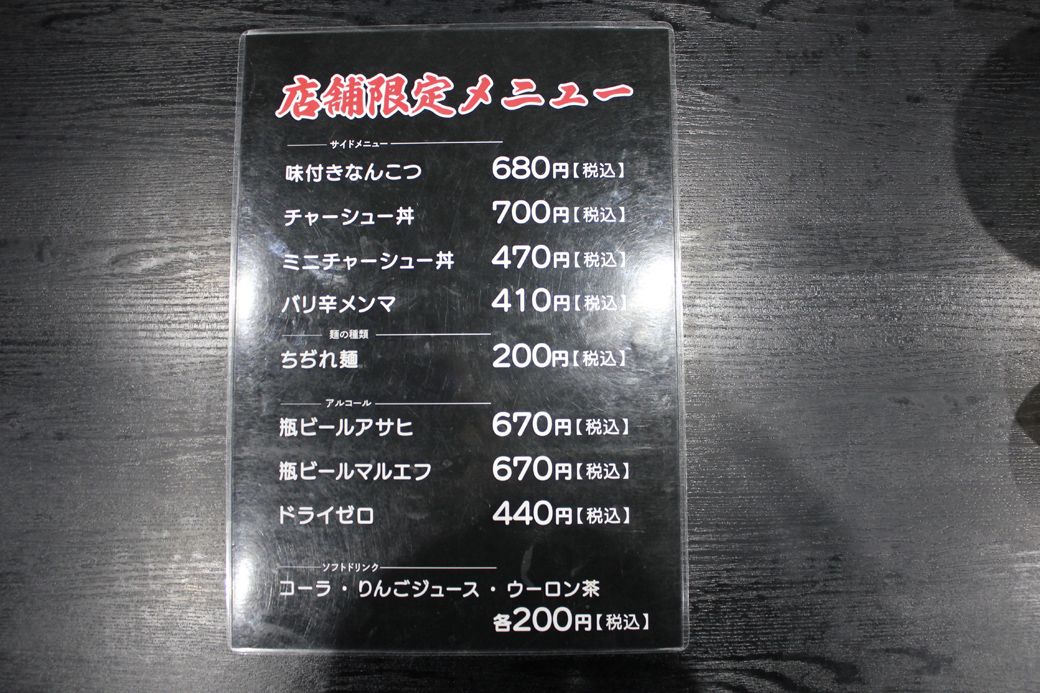 店舗限定メニュー
サイドメニュー
味付きなんこつ 680円【税込】
チャーシュー丼 700円【税込】
ミニチャーシュー丼 470円【税込】
バリ辛メンマ 410円【税込】
麺の種類
ちぢれ麺 200円【税込】
アルコール
瓶ビールアサヒ 670円【税込】
瓶ビールマルエフ 670円【税込】
ドライゼロ 440円【税込】
ソフトドリンク
コーラ・りんごジュース・ウーロン茶
各200円【税込】